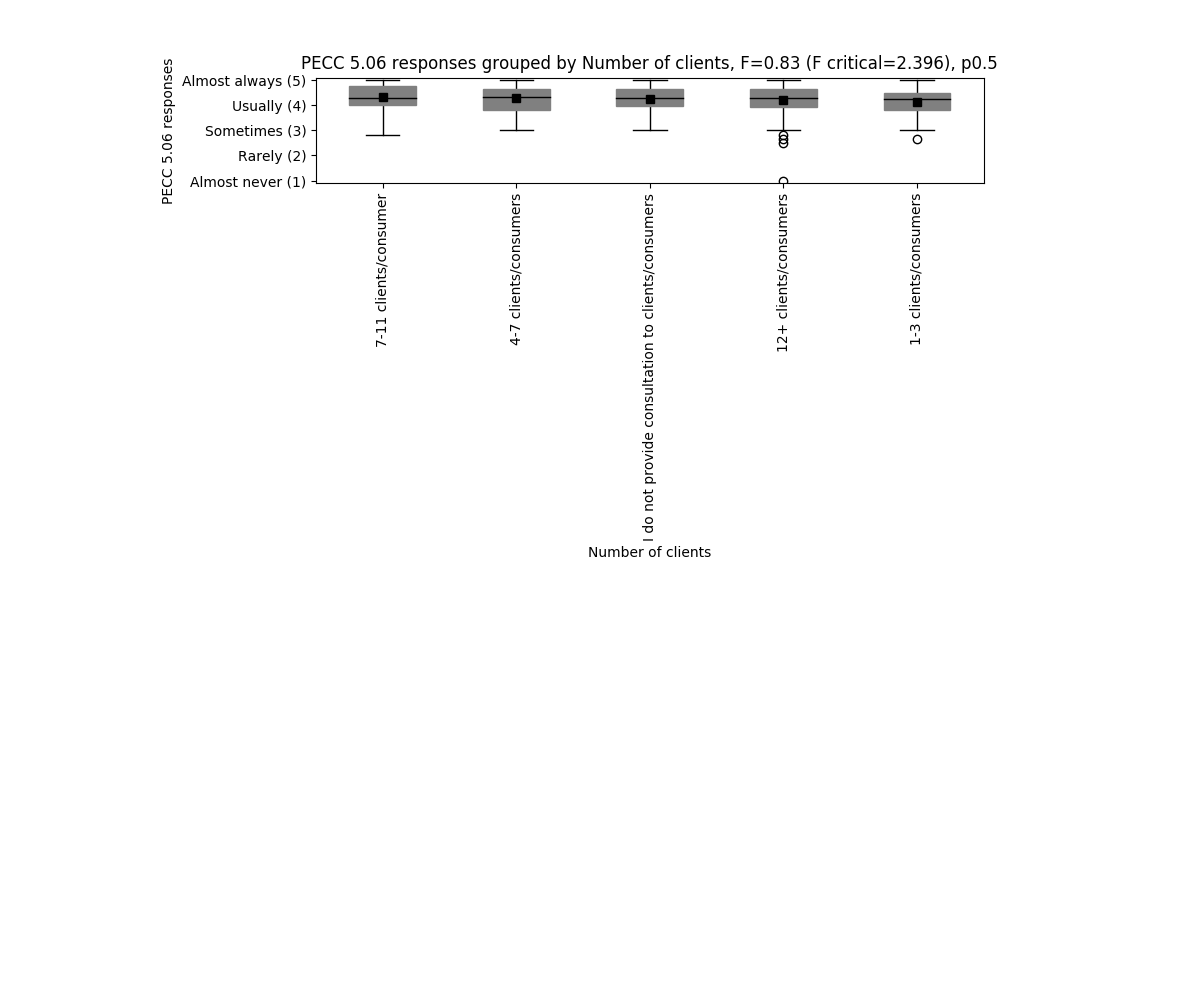 PECC 5.06 responses grouped by Number of clients, F=0.83 (F critical=2.396), p0.5
PECC 5.06 responses
Almost always (5)
Usually (4)
Sometimes (3)
Rarely (2)
Almost never (1)
7-11 clients/consumer
4-7 clients/consumers
I do not provide consultation to clients/consumers
12+ clients/consumers
1-3 clients/consumers
Number of clients